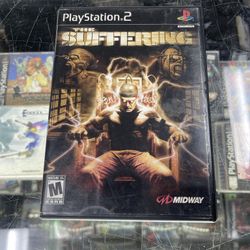 PlayStation®2
THE
SUFFERING
M
MIDWAY